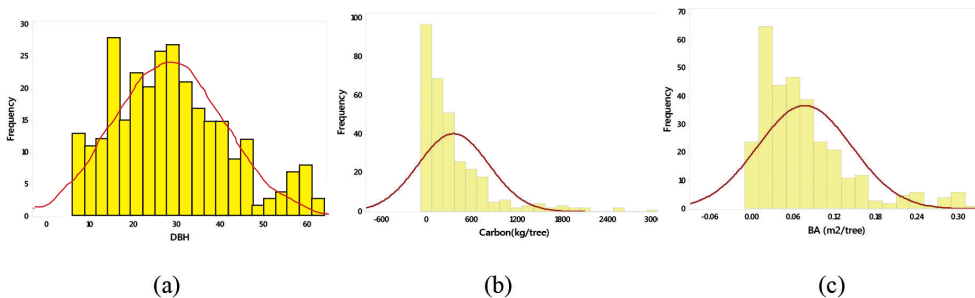 30
25
20
15
10
5
0
Frequency
0 10 20 30 40 50 60
DBH
(a)
100
80
60
40
20
0
Frequency
-600 0 600 1200 1800 2400 3000
Carbon(kg/tree)
(b)
70
60
50
40
30
20
10
0
Frequency
-0.06 0.00 0.06 0.12 0.18 0.24 0.30
BA (m2/tree)
(c)